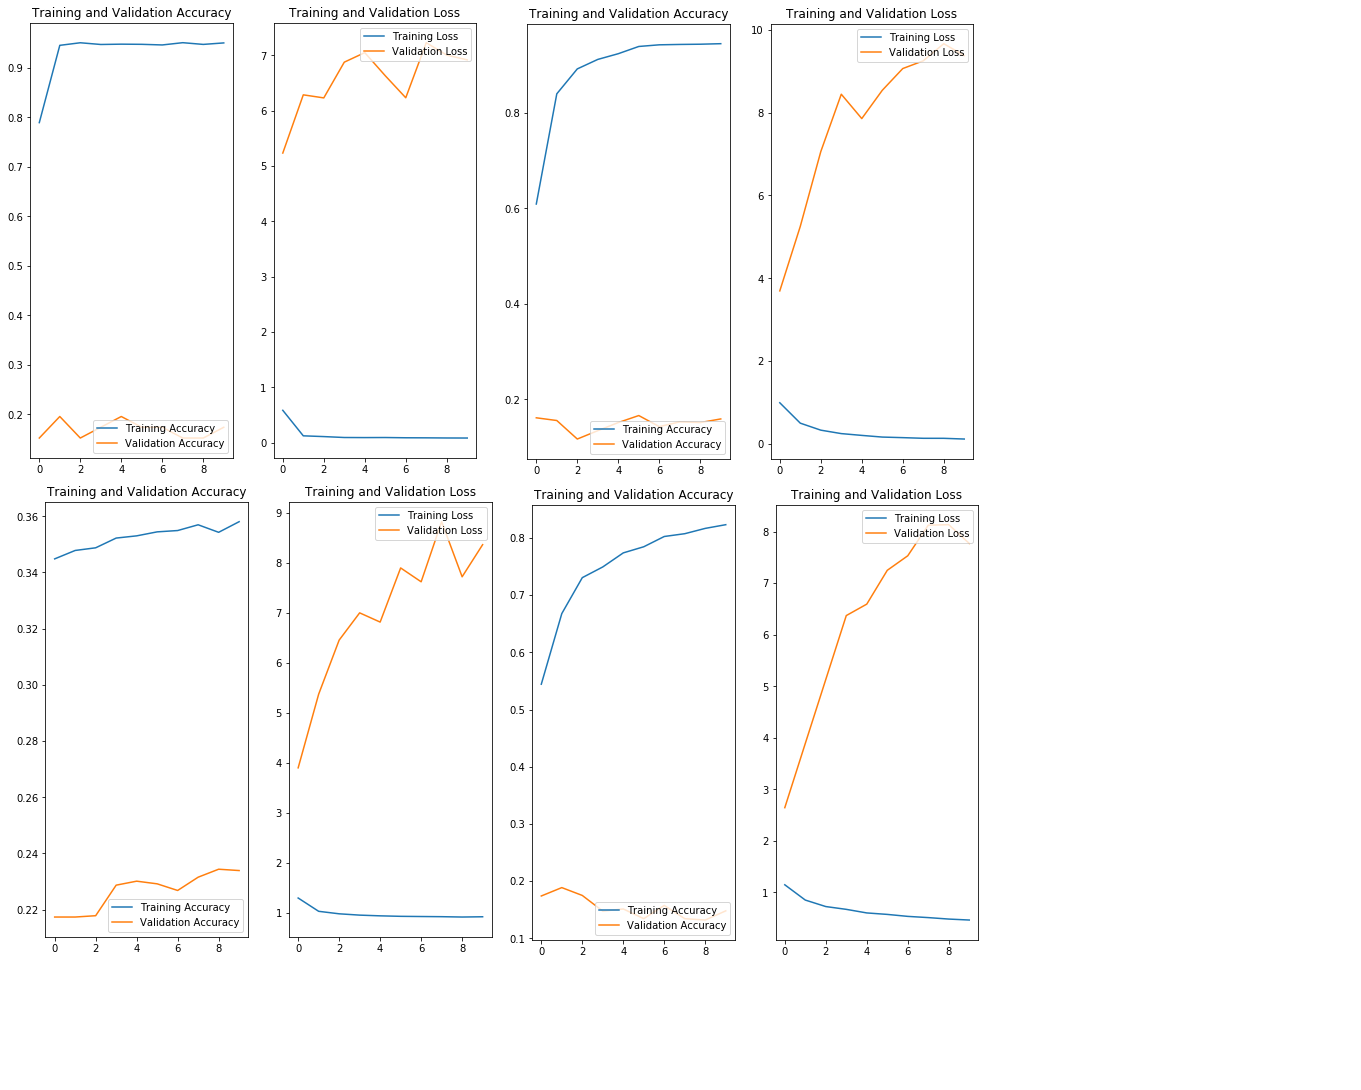 Training and Validation Accuracy
0.9
0.8
0.7
0.6
0.5
0.4
0.3
0.2
0 2 4 6 8
Training Accuracy
Validation Accuracy
Training and Validation Loss
7
6
5
4
3
2
1
0
0 2 4 6 8
Training Loss
Validation Loss
Training and Validation Accuracy
0.8
0.6
0.4
0.2
0 2 4 6 8
Training Accuracy
Validation Accuracy
Training and Validation Loss
10
8
6
4
2
0
0 2 4 6 8
Training Loss
Validation Loss
Training and Validation Accuracy
0.36
0.34
0.32
0.30
0.28
0.26
0.24
0.22
0 2 4 6 8
Training Accuracy
Validation Accuracy
Training and Validation Loss
9
8
7
6
5
4
3
2
1
0 2 4 6 8
Training Loss
Validation Loss
Training and Validation Accuracy
0.8
0.7
0.6
0.5
0.4
0.3
0.2
0.1
0 2 4 6 8
Training Accuracy
Validation Accuracy
Training and Validation Loss
8
7
6
5
4
3
2
1
0 2 4 6 8
Training Loss
Validation Loss